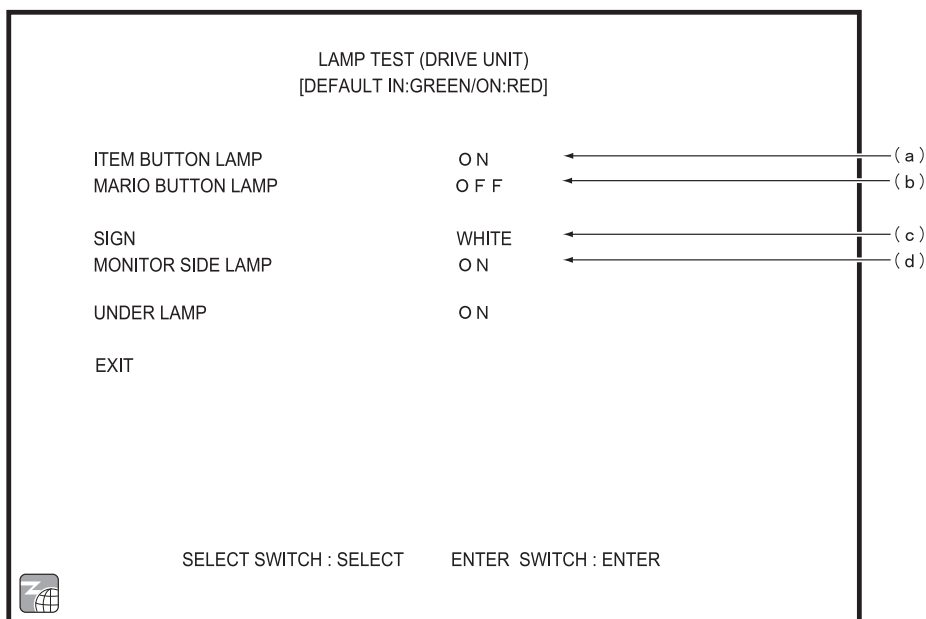 LAMP TEST (DRIVE UNIT)
[DEFAULT IN:GREEN/ON:RED]
ITEM BUTTON LAMP ON (a)
MARIO BUTTON LAMP OFF (b)
SIGN WHITE (c)
MONITOR SIDE LAMP ON (d)
UNDER LAMP ON
EXIT
SELECT SWITCH : SELECT ENTER SWITCH : ENTER